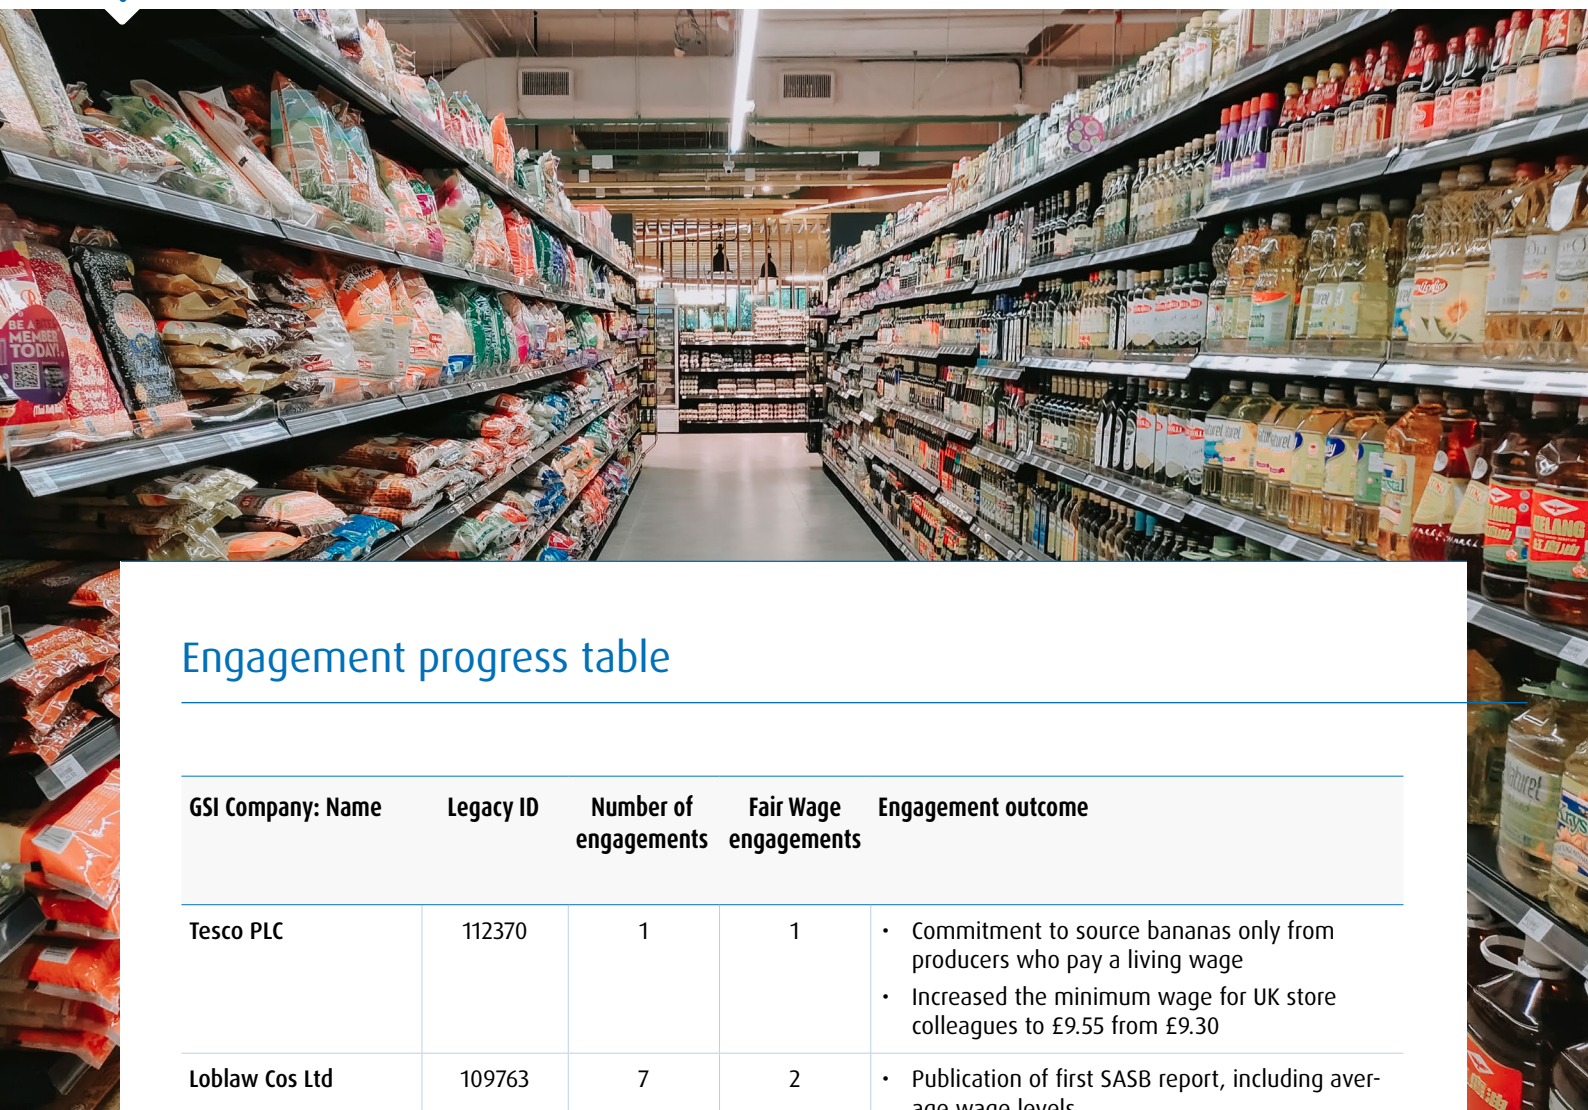 BE A
MEMBER
TODAY!
Engagement progress table
GSI Company: Name Legacy ID Number of engagements Fair Wage engagements Engagement outcome
Tesco PLC 112370 1 1 • Commitment to source bananas only from
producers who pay a living wage
• Increased the minimum wage for UK store
colleagues to £9.55 from £9.30
Loblaw Cos Ltd 109763 7 2 • Publication of first SASB report, including aver-
age wage levels